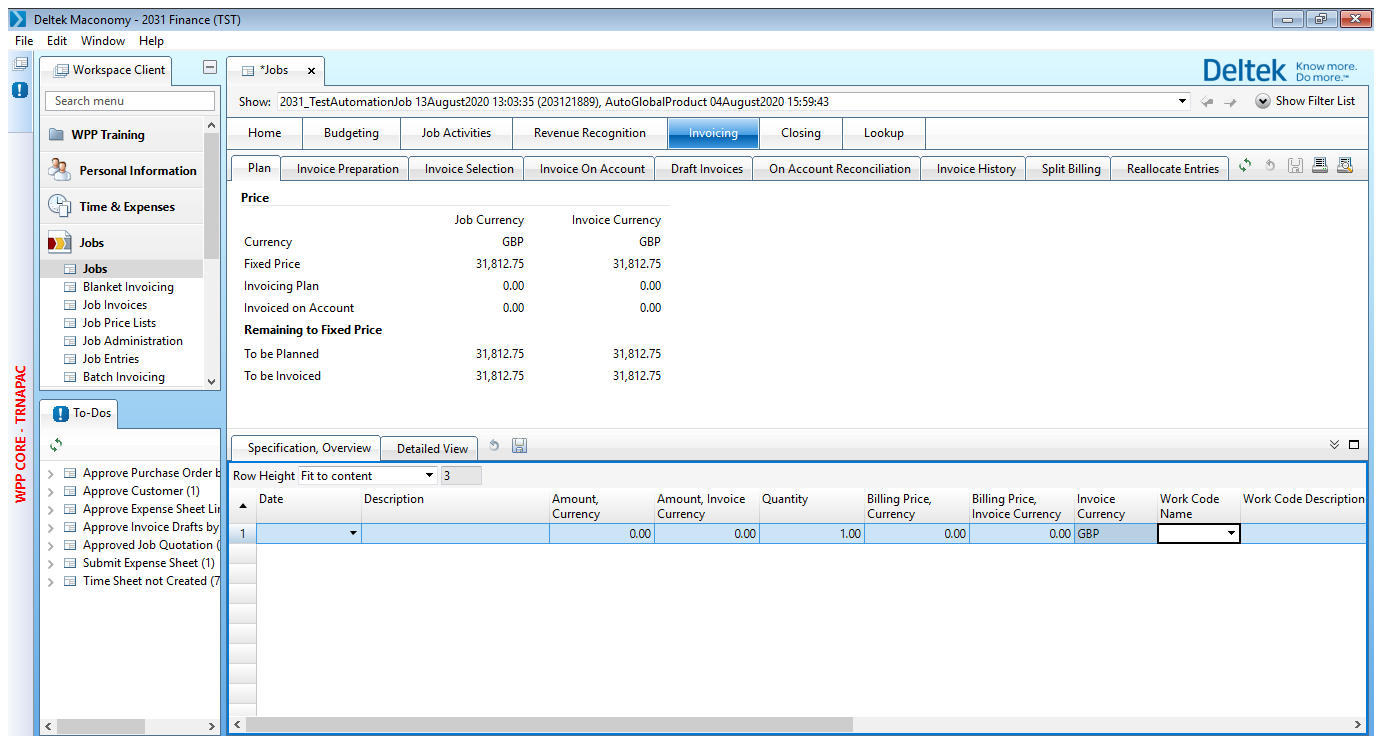 Deltek Maconomy - 2031 Finance (TST)
File Edit Window Help
Workspace Client
*Jobs
Deltek Know more. Do more.™
Search menu
Show: 2031_TestAutomationJob 13August2020 13:03:35 (203121889), AutoGlobalProduct 04August2020 15:59:43
Show Filter List
WPP Training
Personal Information
Time & Expenses
Jobs
Jobs
Blanket Invoicing
Job Invoices
Job Price Lists
Job Administration
Job Entries
Batch Invoicing
Home Budgeting Job Activities Revenue Recognition Invoicing Closing Lookup
Plan Invoice Preparation Invoice Selection Invoice On Account Draft Invoices On Account Reconciliation Invoice History Split Billing Reallocate Entries
Price
Job Currency Invoice Currency
Currency GBP GBP
Fixed Price 31,812.75 31,812.75
Invoicing Plan 0.00 0.00
Invoiced on Account 0.00 0.00
Remaining to Fixed Price
To be Planned 31,812.75 31,812.75
To be Invoiced 31,812.75 31,812.75
WPP CORE - TRNAPAC
To-Dos
Approve Purchase Order b
Approve Customer (1)
Approve Expense Sheet Lin
Approve Invoice Drafts by
Approved Job Quotation (
Submit Expense Sheet (1)
Time Sheet not Created (7
Specification, Overview Detailed View
Row Height Fit to content 3
Date Description Amount, Currency Amount, Invoice Currency Quantity Billing Price, Currency Billing Price, Invoice Currency Invoice Currency Work Code Name Work Code Description
1 0.00 0.00 1.00 0.00 0.00 GBP